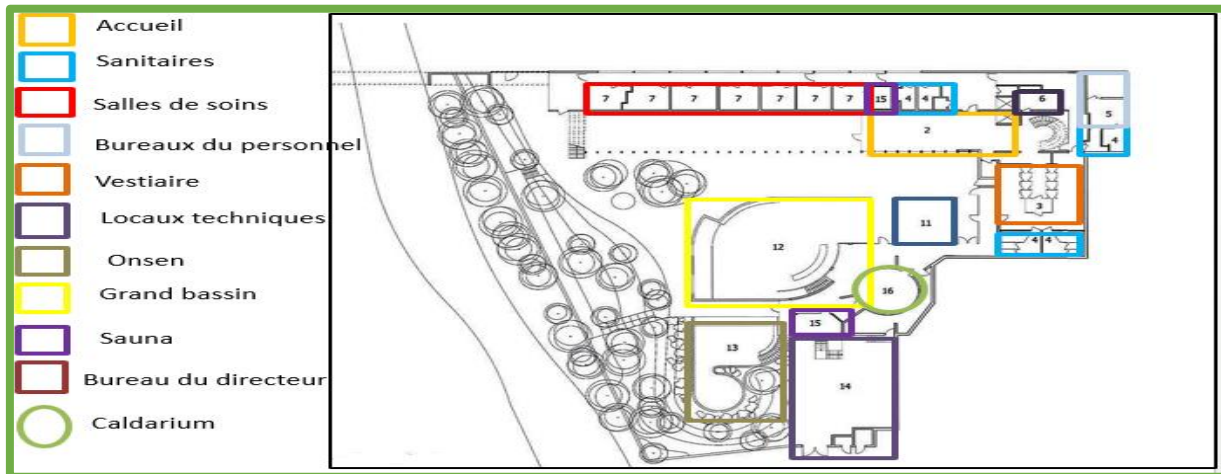 Accueil
Sanitaires
Salles de soins
Bureaux du personnel
Vestiaire
Locaux techniques
Onsen
Grand bassin
Sauna
Bureau du directeur
Caldarium
7 7 7 7 7 7 7 15 4 4 6
5
2
4
3
11
4 4
12
16
15
13
14